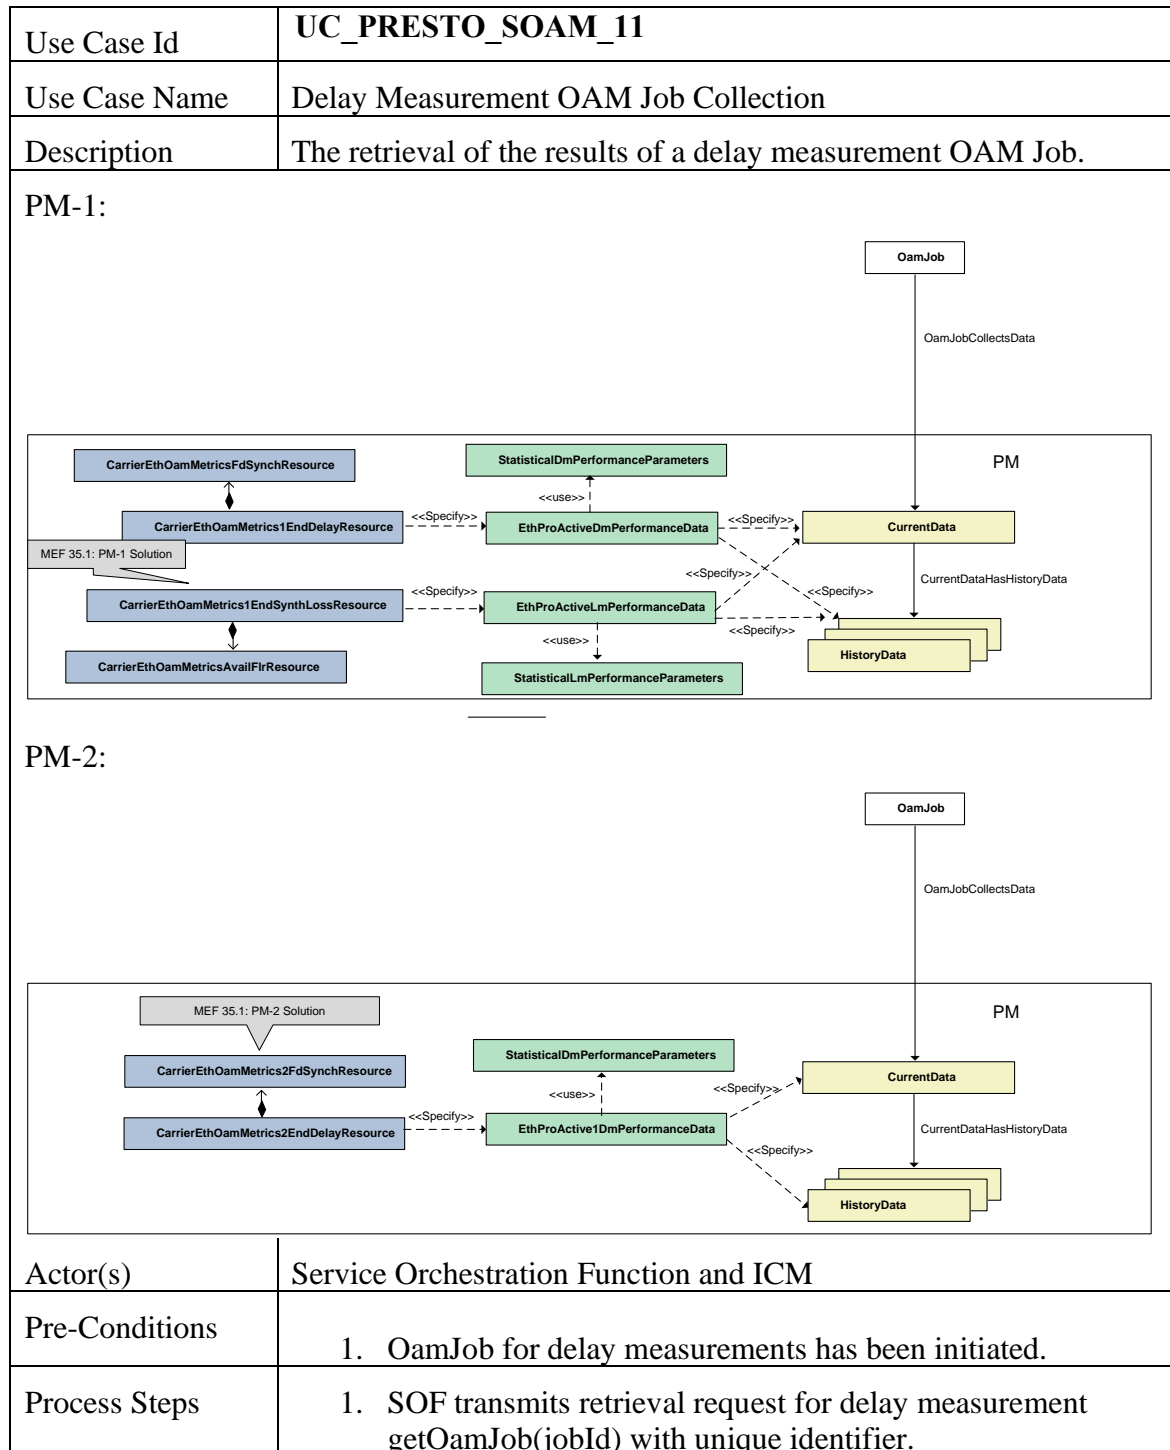 Use Case Id
UC_PRESTO_SOAM_11
Use Case Name
Delay Measurement OAM Job Collection
Description
The retrieval of the results of a delay measurement OAM Job.
PM-1:
OamJob
OamJobCollectsData
PM
CarrierEthOamMetricsFdSynchResource
StatisticalDmPerformanceParameters
<<use>>
CarrierEthOamMetrics1EndDelayResource
<<Specify>>
EthProActiveDmPerformanceData
<<Specify>>
CurrentData
MEF 35.1: PM-1 Solution
<<Specify>>
CurrentDataHasHistoryData
CarrierEthOamMetrics1EndSynthLossResource
<<Specify>>
EthProActiveLmPerformanceData
<<Specify>>
<<Specify>>
<<use>>
HistoryData
CarrierEthOamMetricsAvailFlrResource
StatisticalLmPerformanceParameters
PM-2:
OamJob
OamJobCollectsData
MEF 35.1: PM-2 Solution
PM
CarrierEthOamMetrics2FdSynchResource
StatisticalDmPerformanceParameters
<<use>>
<<Specify>>
CurrentData
CarrierEthOamMetrics2EndDelayResource
<<Specify>>
EthProActive1DmPerformanceData
CurrentDataHasHistoryData
<<Specify>>
HistoryData
Actor(s)
Service Orchestration Function and ICM
Pre-Conditions
1. OamJob for delay measurements has been initiated.
Process Steps
1. SOF transmits retrieval request for delay measurement
getOamJob(jobId) with unique identifier.